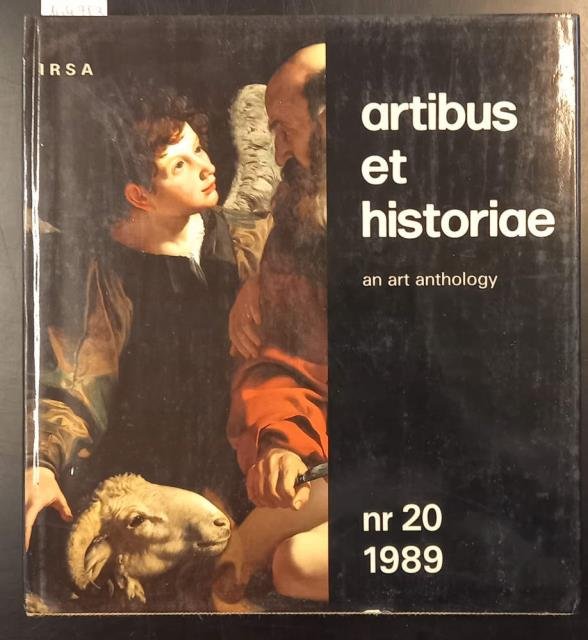 IRSA
artibus
et
historiae
an art anthology
nr 20
1989